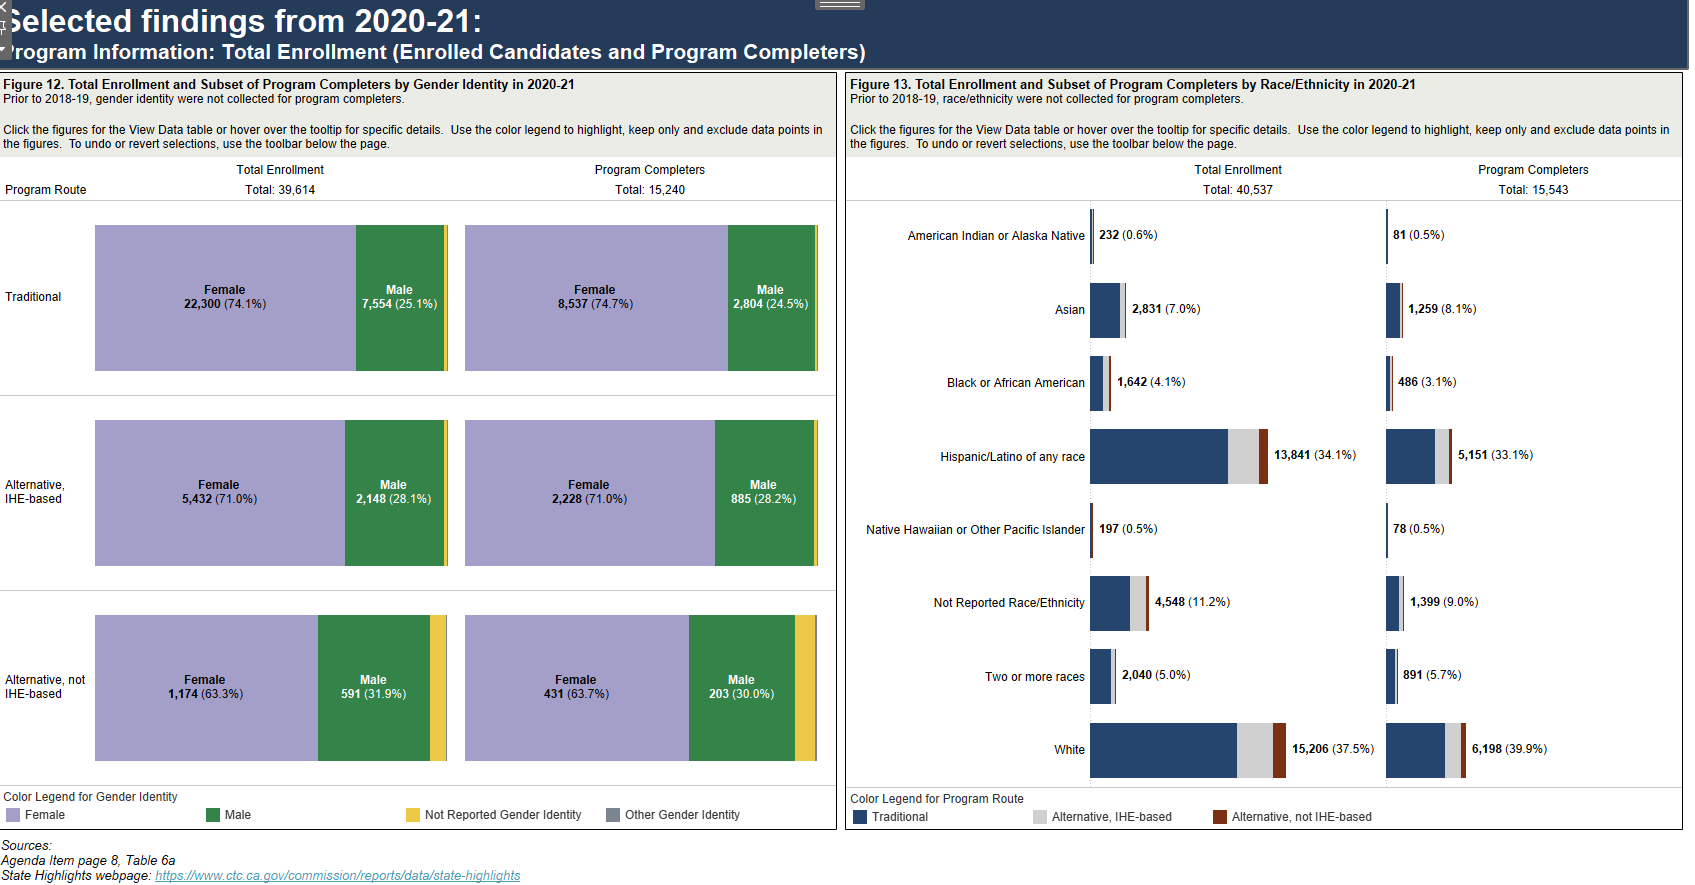 Selected findings from 2020-21:
Program Information: Total Enrollment (Enrolled Candidates and Program Completers)
Figure 12. Total Enrollment and Subset of Program Completers by Gender Identity in 2020-21
Prior to 2018-19, gender identity were not collected for program completers.
Click the figures for the View Data table or hover over the tooltip for specific details.  Use the color legend to highlight, keep only and exclude data points in
the figures.  To undo or revert selections, use the toolbar below the page.
Total Enrollment
Program Completers
Program Route
Total: 39,614
Total: 15,240
Traditional
Female
22,300 (74.1%)
Male
7,554 (25.1%)
Female
8,537 (74.7%)
Male
2,804 (24.5%)
Alternative,
IHE-based
Female
5,432 (71.0%)
Male
2,148 (28.1%)
Female
2,228 (71.0%)
Male
885 (28.2%)
Alternative, not
IHE-based
Female
1,174 (63.3%)
Male
591 (31.9%)
Female
431 (63.7%)
Male
203 (30.0%)
Color Legend for Gender Identity
Female
Male
Not Reported Gender Identity
Other Gender Identity
Figure 13. Total Enrollment and Subset of Program Completers by Race/Ethnicity in 2020-21
Prior to 2018-19, race/ethnicity were not collected for program completers.
Click the figures for the View Data table or hover over the tooltip for specific details.  Use the color legend to highlight, keep only and exclude data points in
the figures.  To undo or revert selections, use the toolbar below the page.
Total Enrollment
Program Completers
Total: 40,537
Total: 15,543
American Indian or Alaska Native 232 (0.6%) 81 (0.5%)
Asian 2,831 (7.0%) 1,259 (8.1%)
Black or African American 1,642 (4.1%) 486 (3.1%)
Hispanic/Latino of any race 13,841 (34.1%) 5,151 (33.1%)
Native Hawaiian or Other Pacific Islander 197 (0.5%) 78 (0.5%)
Not Reported Race/Ethnicity 4,548 (11.2%) 1,399 (9.0%)
Two or more races 2,040 (5.0%) 891 (5.7%)
White 15,206 (37.5%) 6,198 (39.9%)
Color Legend for Program Route
Traditional
Alternative, IHE-based
Alternative, not IHE-based
Sources:
Agenda Item page 8, Table 6a
State Highlights webpage: https://www.ctc.ca.gov/commission/reports/data/state-highlights